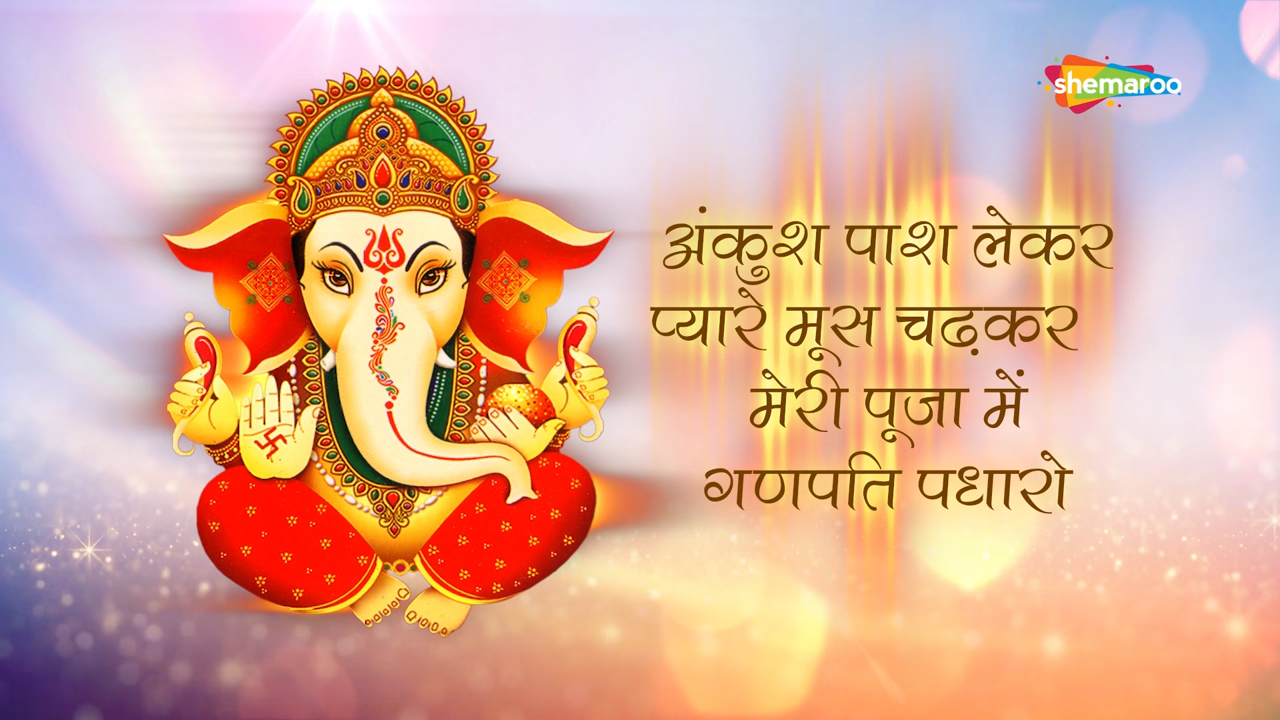 shemaroo
अंकुश पाश लेकर
प्यारे मूस चढ़कर
मेरी पूजा में
गणपति पधारो